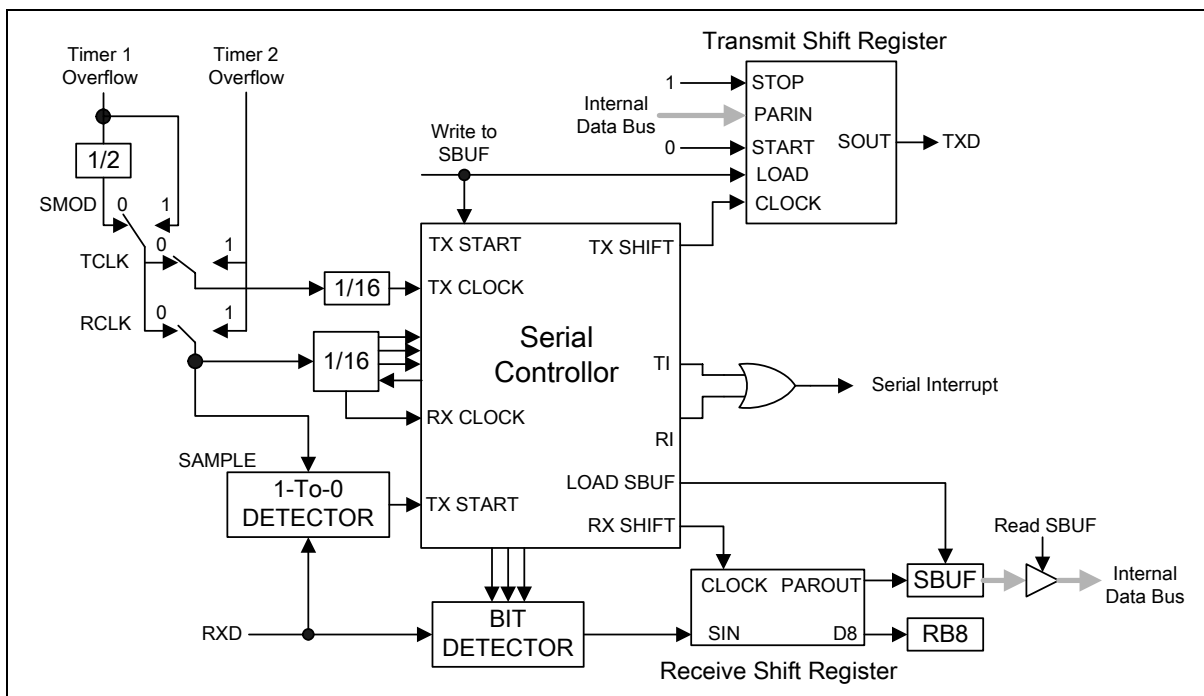 Timer 1
Overflow
Timer 2
Overflow
1/2
SMOD
0
1
TCLK
0
1
RCLK
0
1
1/16
1/16
SAMPLE
1-To-0
DETECTOR
RXD
Write to
SBUF
TX START
TX SHIFT
TX CLOCK
Serial
Controllor
TI
RX CLOCK
RI
LOAD SBUF
TX START
RX SHIFT
BIT
DETECTOR
Transmit Shift Register
1
STOP
Internal
Data Bus
PARIN
0
START
SOUT
TXD
LOAD
CLOCK
Serial Interrupt
Read SBUF
CLOCK
PAROUT
SBUF
Internal
Data Bus
SIN
D8
RB8
Receive Shift Register